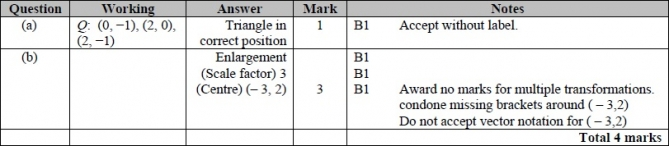 Question Working Answer Mark Notes
(a) Q: (0, −1), (2, 0), Triangle in 1 B1 Accept without label.
(2, −1) correct position
(b) Enlargement B1
(Scale factor) 3 B1
(Centre) (– 3, 2) 3 B1 Award no marks for multiple transformations.
condone missing brackets around ( – 3,2)
Do not accept vector notation for ( – 3,2)
Total 4 marks